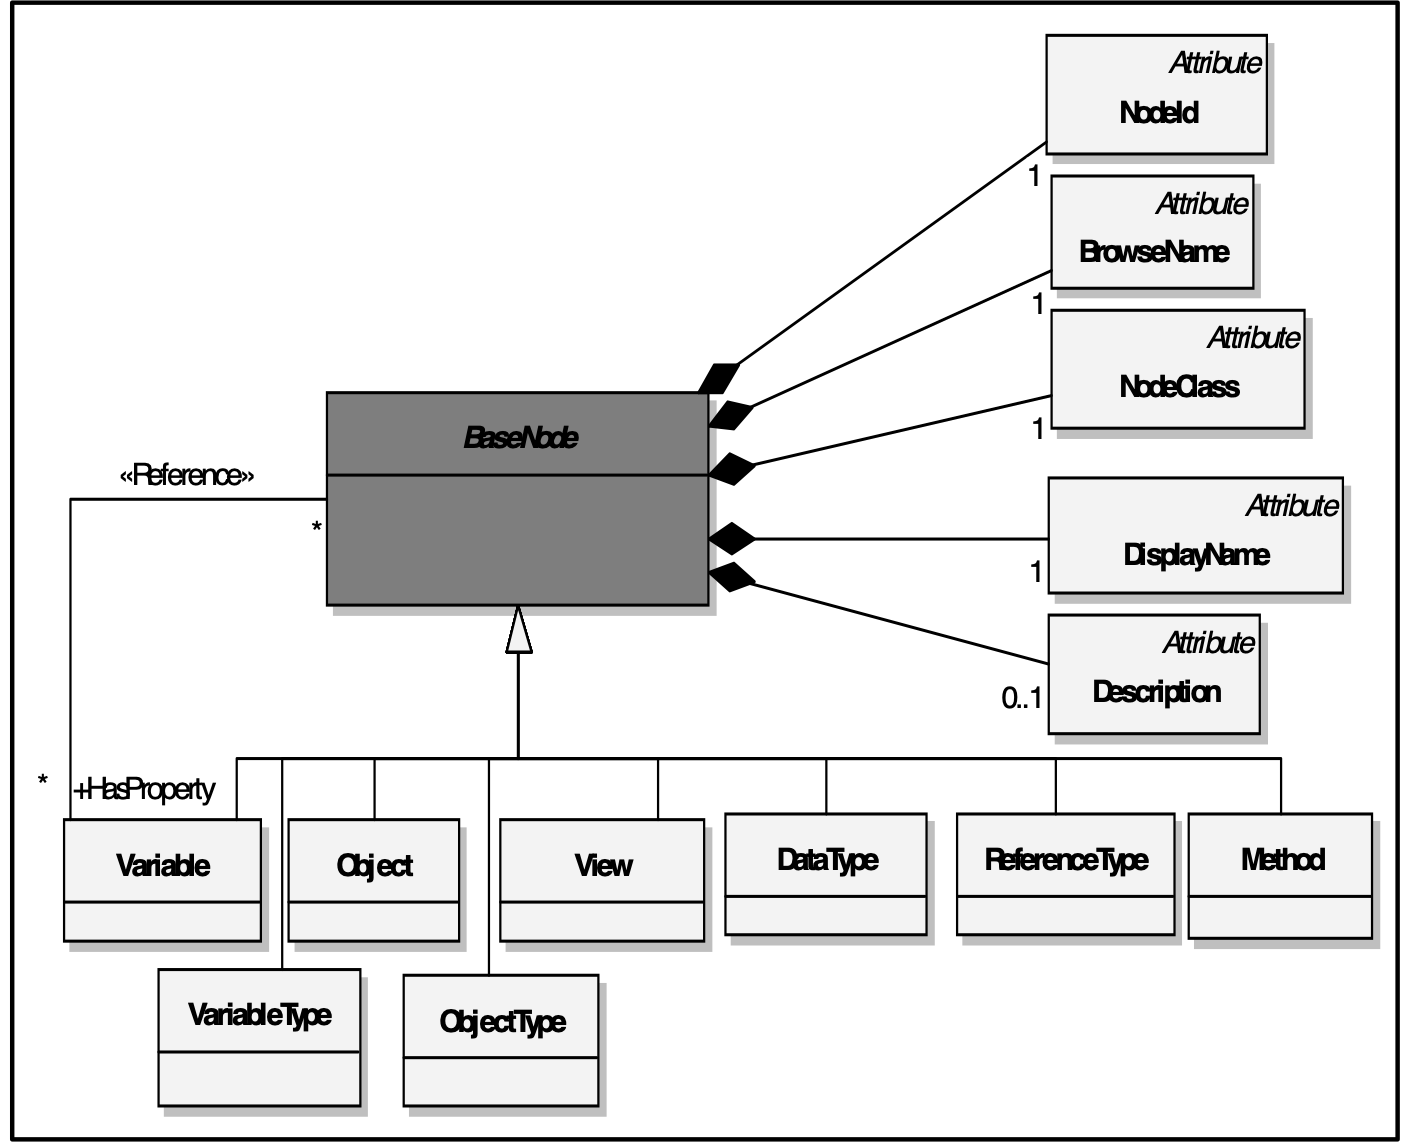 Attribute
NodeId
1
Attribute
BrowseName
1
Attribute
NodeClass
1
BaseNode
«Reference»
*
Attribute
DisplayName
1
Attribute
Description
0..1
*
+HasProperty
Variable
Object
View
DataType
ReferenceType
Method
VariableType
ObjectType